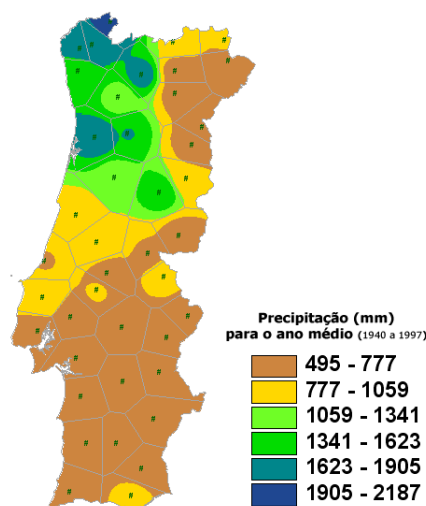 Precipitação (mm)
para o ano médio (1940 a 1997)
495 - 777
777 - 1059
1059 - 1341
1341 - 1623
1623 - 1905
1905 - 2187